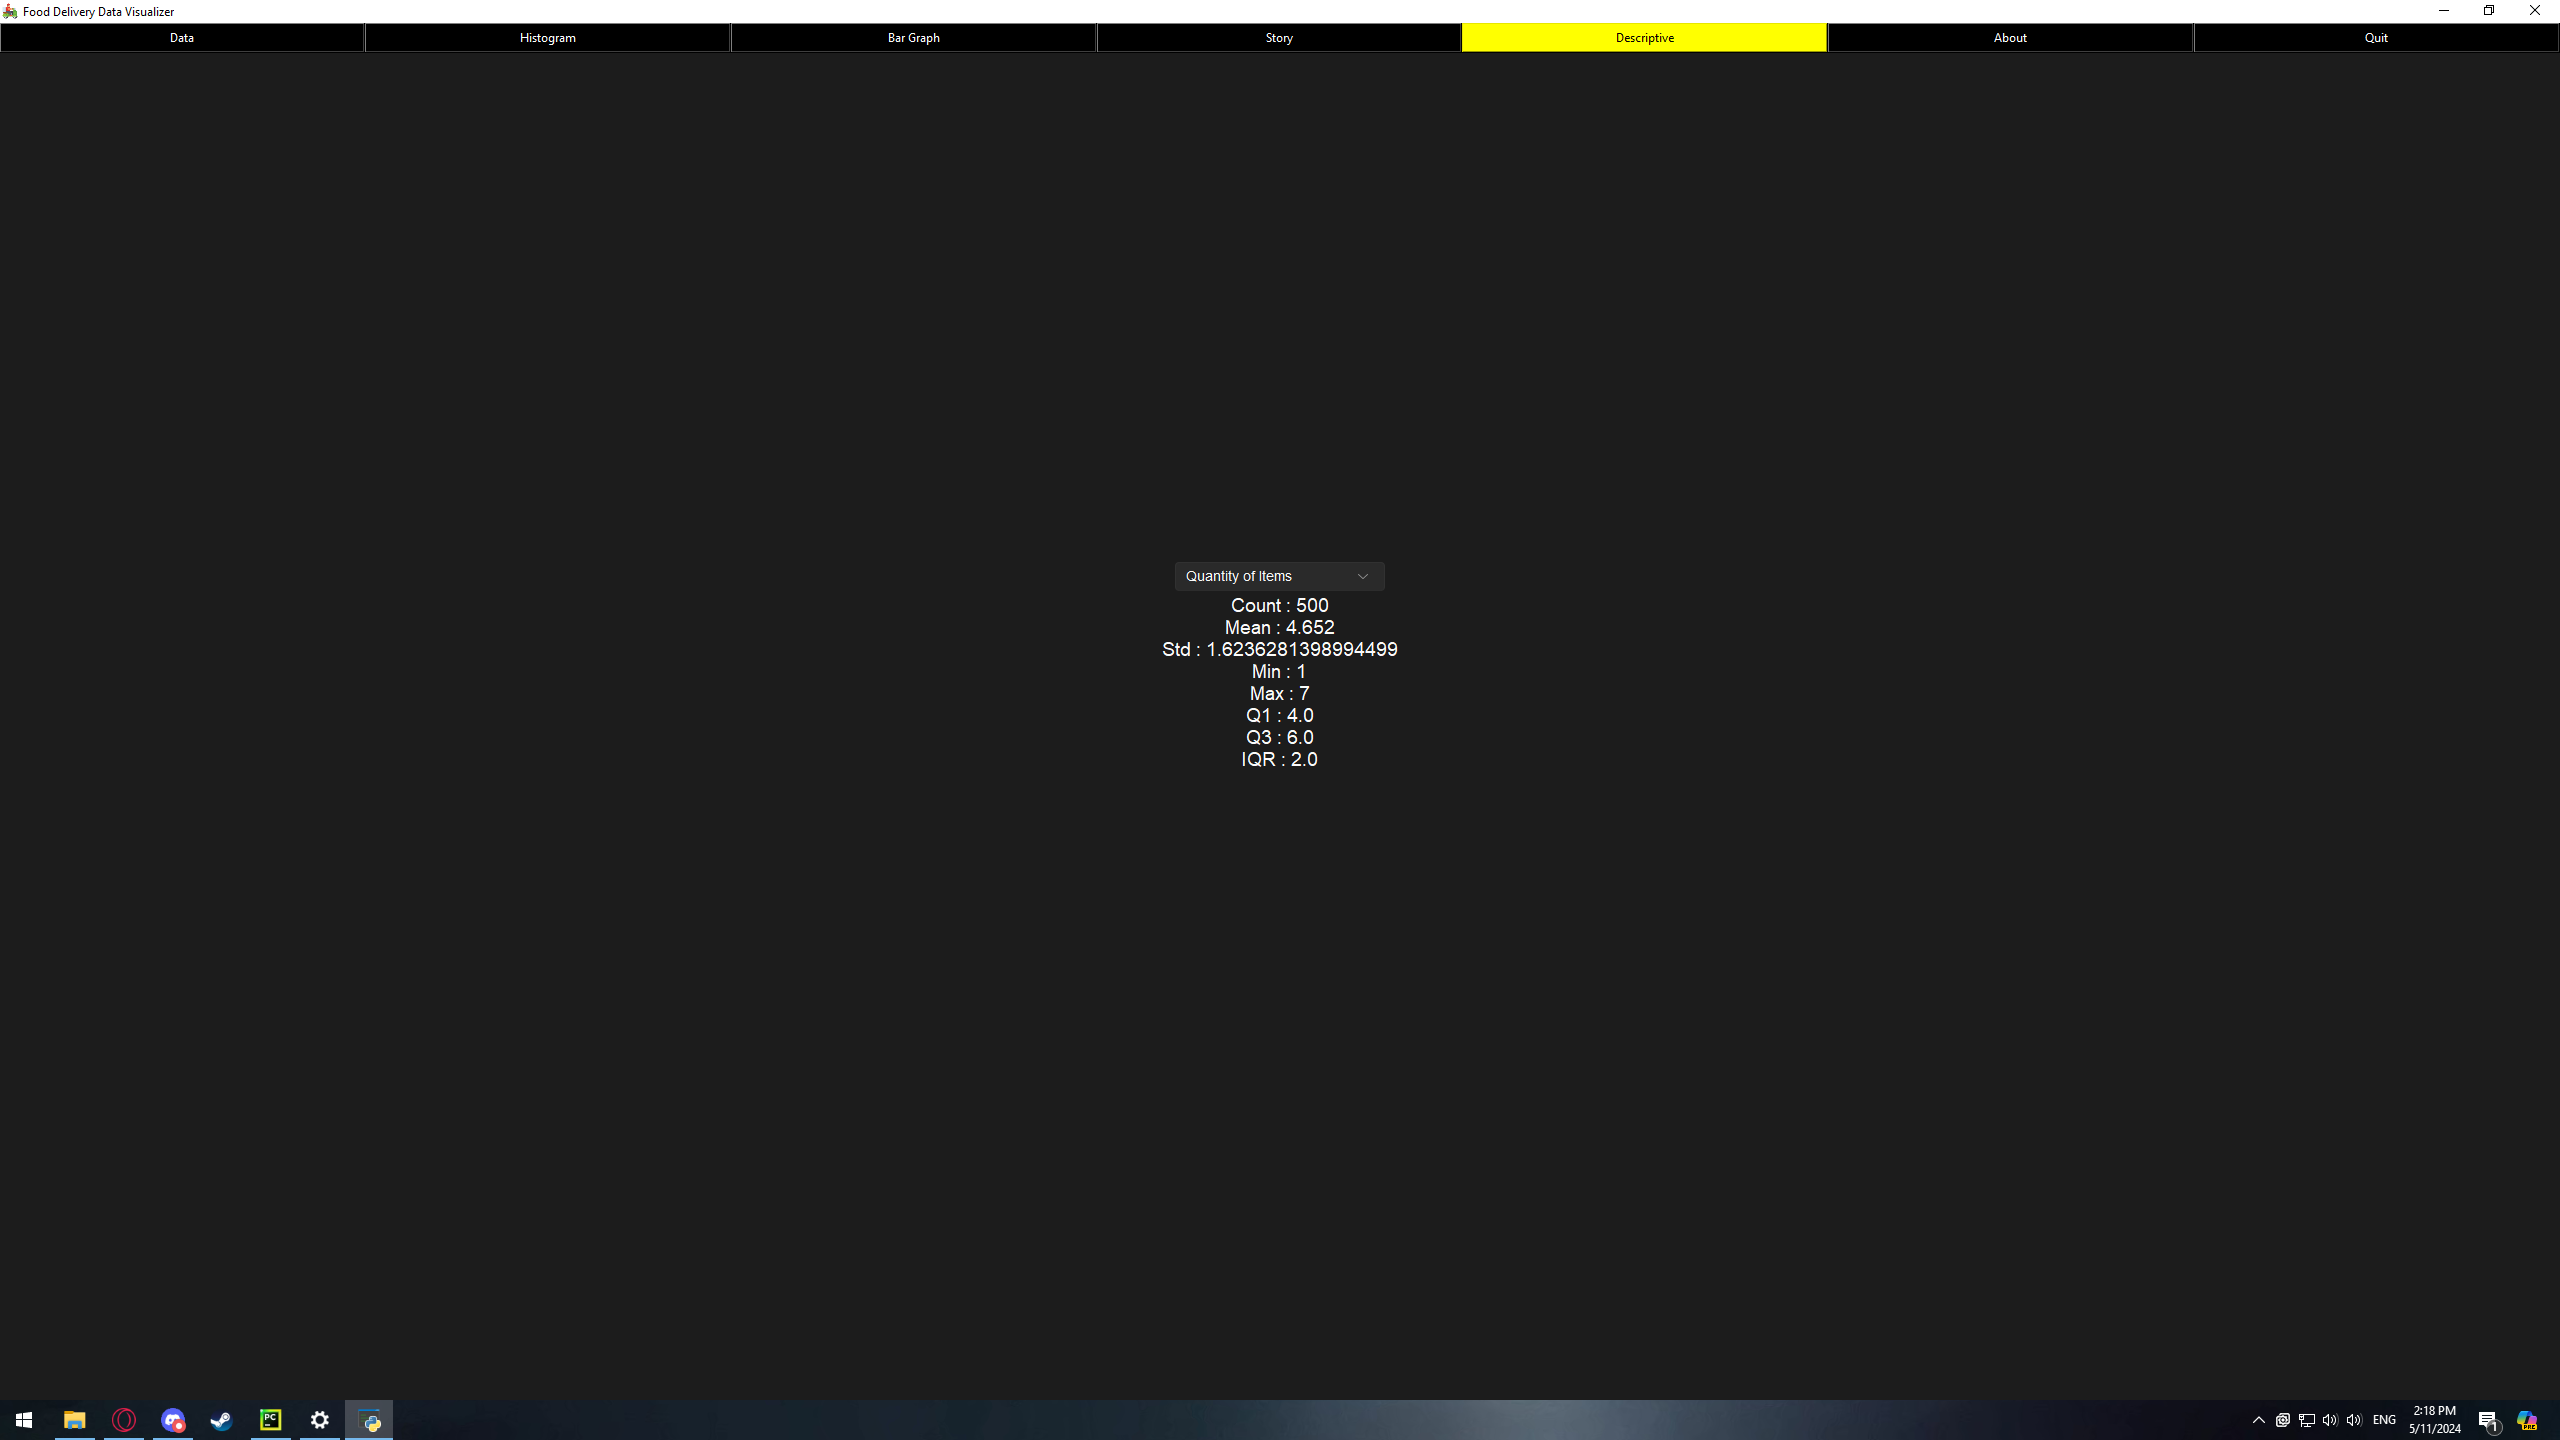 Food Delivery Data Visualizer
Data Histogram Bar Graph Story Descriptive About Quit
Quantity of Items
Count : 500
Mean : 4.652
Std : 1.6236281398994499
Min : 1
Max : 7
Q1 : 4.0
Q3 : 6.0
IQR : 2.0
PC
ENG
2:18 PM
5/11/2024
1
PRE